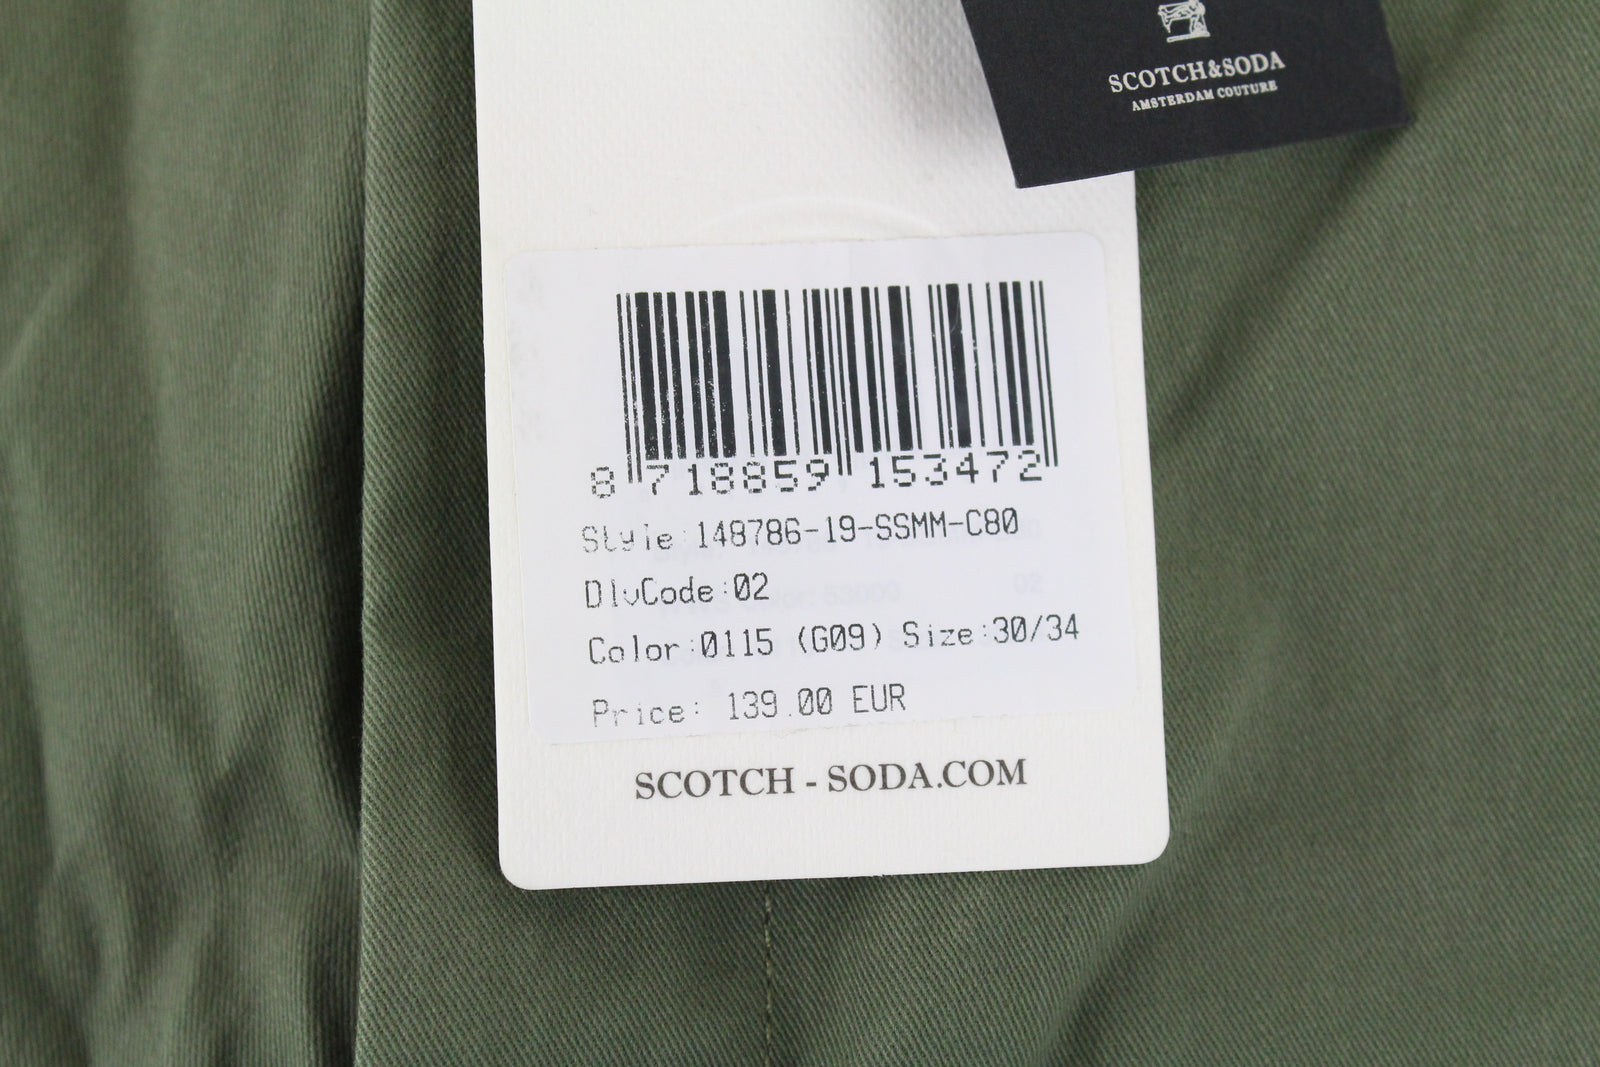 SCOTCH&SODA
AMSTERDAM COUTURE
8 718859 153472
Style:148786-19-SSMM-C80
DlvCode:02
Color:0115 (G09) Size:30/34
Price: 139.00 EUR
SCOTCH - SODA.COM